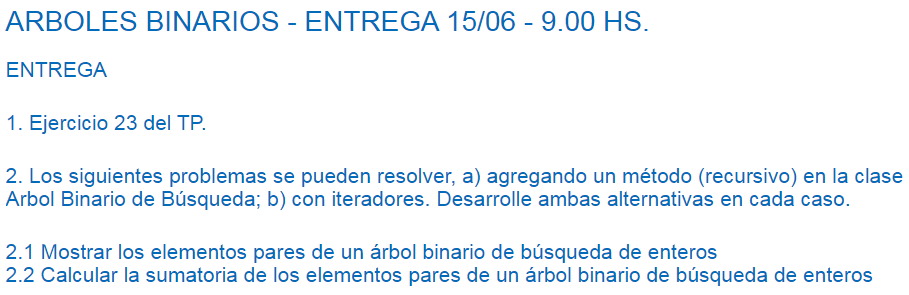 ARBOLES BINARIOS - ENTREGA 15/06 - 9.00 HS.
ENTREGA
1. Ejercicio 23 del TP.
2. Los siguientes problemas se pueden resolver, a) agregando un método (recursivo) en la clase
Arbol Binario de Búsqueda; b) con iteradores. Desarrolle ambas alternativas en cada caso.
2.1 Mostrar los elementos pares de un árbol binario de búsqueda de enteros
2.2 Calcular la sumatoria de los elementos pares de un árbol binario de búsqueda de enteros